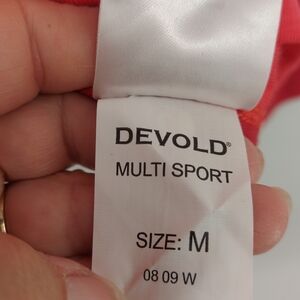 DEVOLD®
MULTI SPORT
SIZE: M
08 09 W